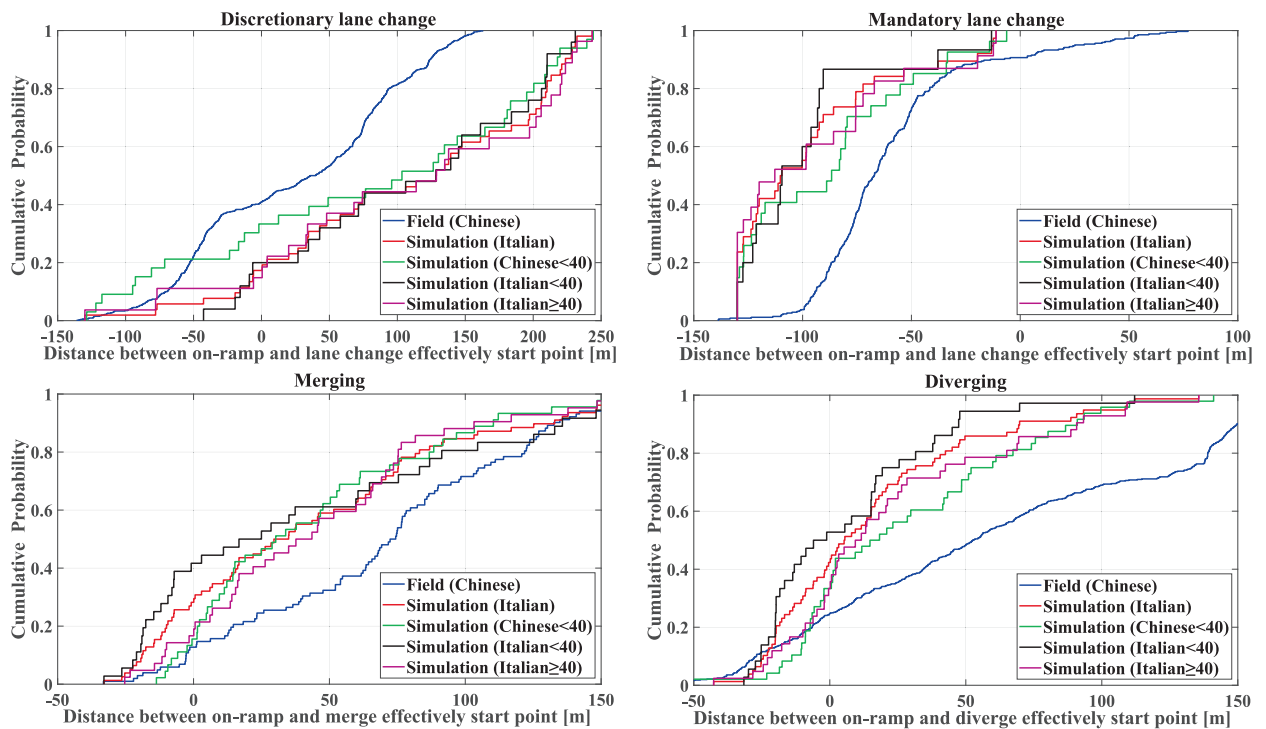 Discretionary lane change
Cumulative Probability
1
0.8
0.6
0.4
0.2
0
Field (Chinese)
Simulation (Italian)
Simulation (Chinese<40)
Simulation (Italian<40)
Simulation (Italian≥40)
-150 -100 -50 0 50 100 150 200 250
Distance between on-ramp and lane change effectively start point [m]
Mandatory lane change
Cumulative Probability
1
0.8
0.6
0.4
0.2
0
Field (Chinese)
Simulation (Italian)
Simulation (Chinese<40)
Simulation (Italian<40)
Simulation (Italian≥40)
-150 -100 -50 0 50 100
Distance between on-ramp and lane change effectively start point [m]
Merging
Cumulative Probability
1
0.8
0.6
0.4
0.2
0
Field (Chinese)
Simulation (Italian)
Simulation (Chinese<40)
Simulation (Italian<40)
Simulation (Italian≥40)
-50 0 50 100 150
Distance between on-ramp and merge effectively start point [m]
Diverging
Cumulative Probability
1
0.8
0.6
0.4
0.2
0
Field (Chinese)
Simulation (Italian)
Simulation (Chinese<40)
Simulation (Italian<40)
Simulation (Italian≥40)
-50 0 50 100 150
Distance between on-ramp and diverge effectively start point [m]